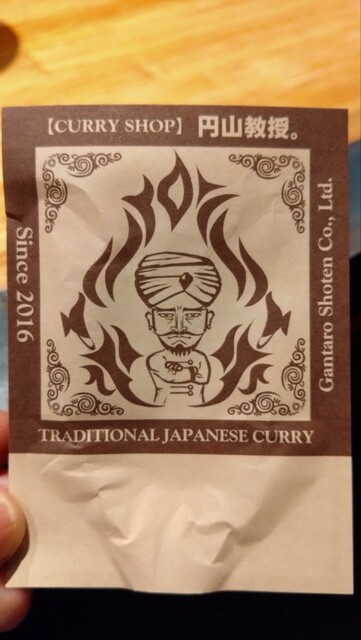 【CURRY SHOP】 円山教授。
Since 2016
Gantaro Shoten Co., Ltd.
TRADITIONAL JAPANESE CURRY